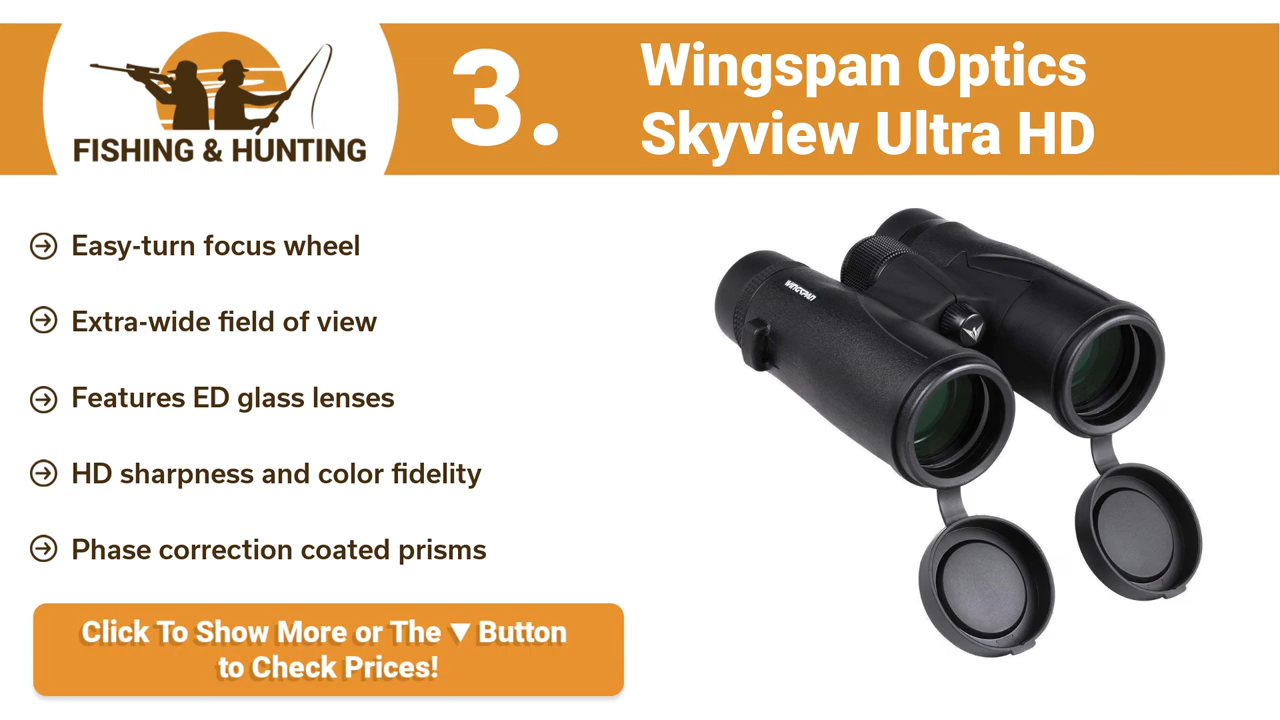 FISHING & HUNTING
3.
Wingspan Optics
Skyview Ultra HD
Easy-turn focus wheel
Extra-wide field of view
Features ED glass lenses
HD sharpness and color fidelity
Phase correction coated prisms
WINGSPAN
Click To Show More or The ▼ Button
to Check Prices!